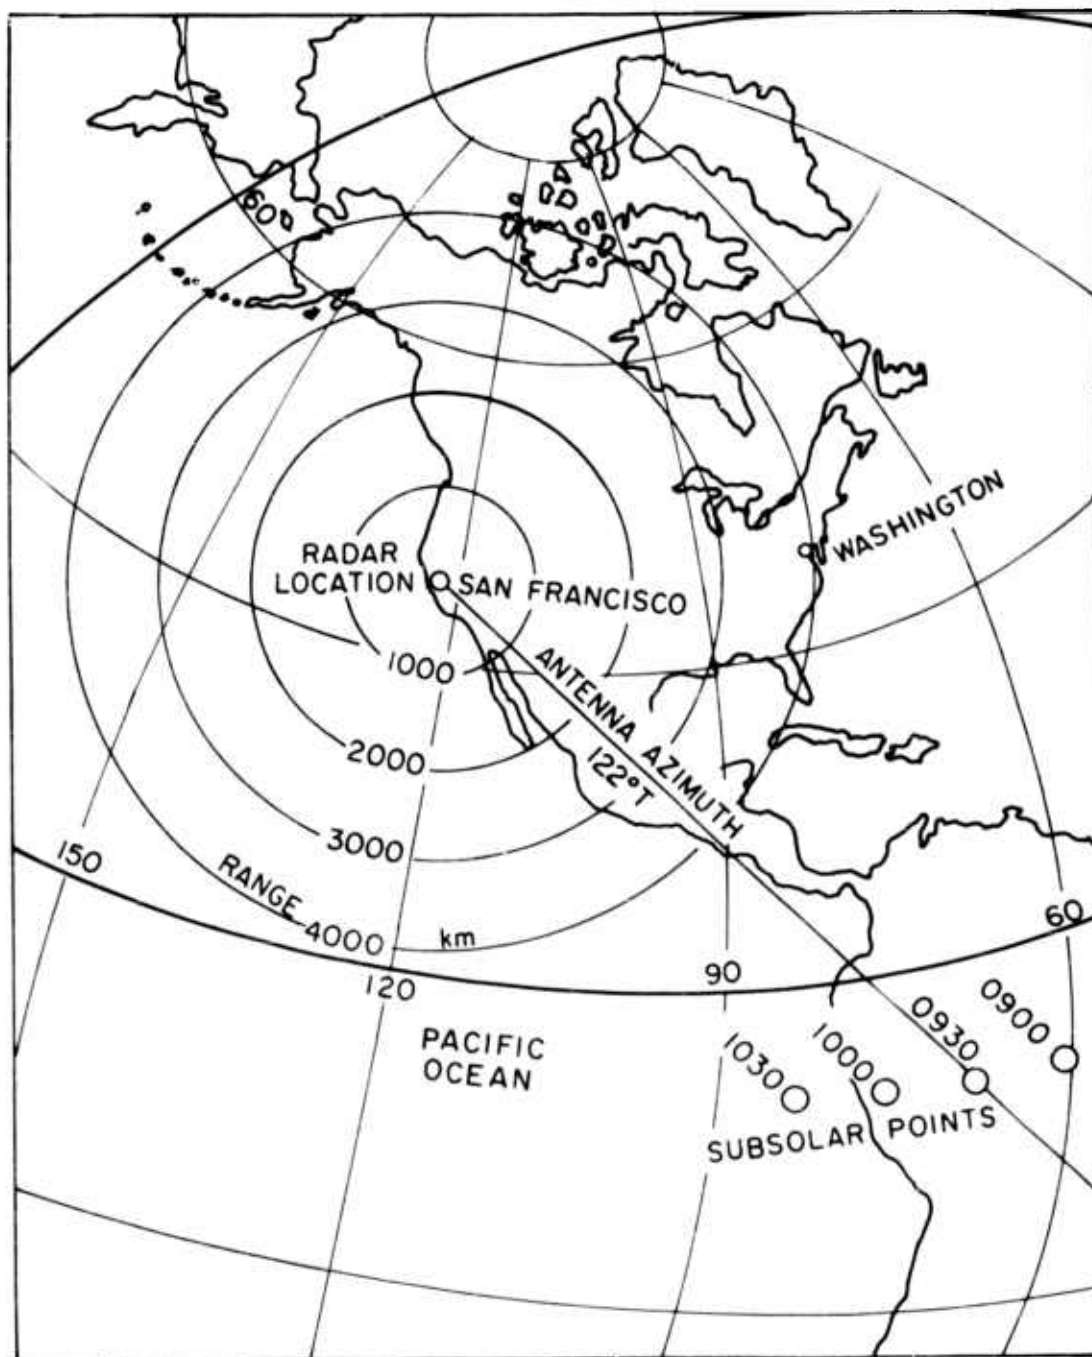 60
WASHINGTON
RADAR
LOCATION
SAN FRANCISCO
1000
ANTENNA AZIMUTH
122°T
2000
3000
RANGE
4000
km
150
120
90
60
PACIFIC
OCEAN
1030
1000
0930
0900
SUBSOLAR POINTS